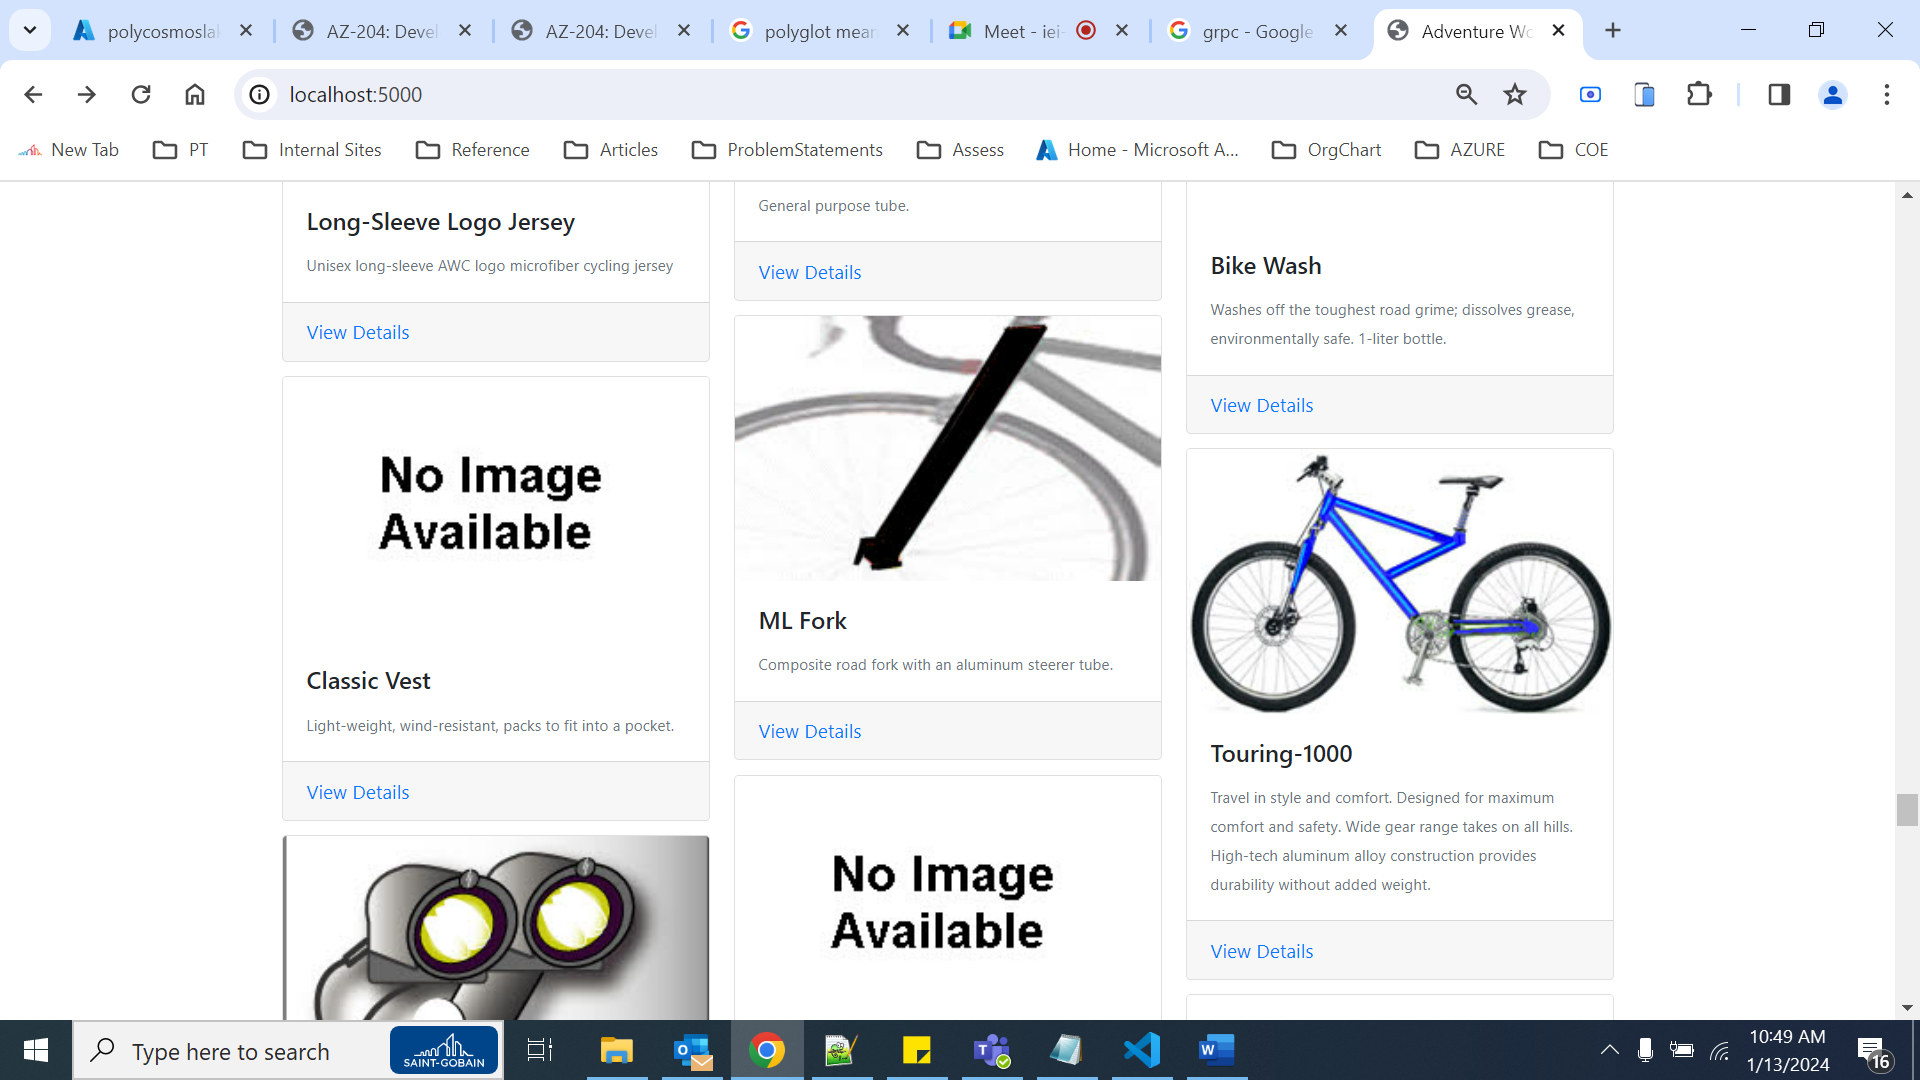 polycosmosla
AZ-204: Devel
AZ-204: Devel
polyglot mean
Meet - iei-
grpc - Google
Adventure Wo
localhost:5000
New Tab
PT
Internal Sites
Reference
Articles
ProblemStatements
Assess
Home - Microsoft A...
OrgChart
AZURE
COE
Long-Sleeve Logo Jersey
Unisex long-sleeve AWC logo microfiber cycling jersey
View Details
No Image
Available
Classic Vest
Light-weight, wind-resistant, packs to fit into a pocket.
View Details
General purpose tube.
View Details
ML Fork
Composite road fork with an aluminum steerer tube.
View Details
No Image
Available
Bike Wash
Washes off the toughest road grime; dissolves grease,
environmentally safe. 1-liter bottle.
View Details
Touring-1000
Travel in style and comfort. Designed for maximum
comfort and safety. Wide gear range takes on all hills.
High-tech aluminum alloy construction provides
durability without added weight.
View Details
Type here to search
SAINT-GOBAIN
10:49 AM
1/13/2024
16